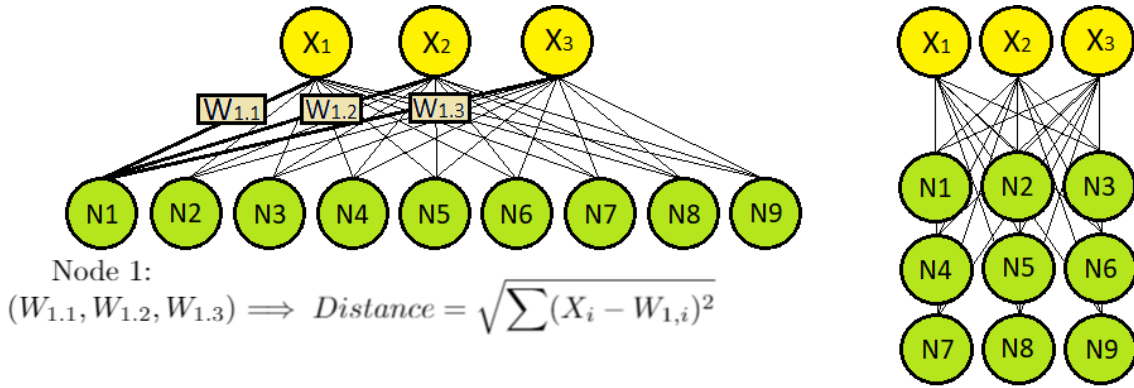 X₁ X₂ X₃
W₁.₁ W₁.₂ W₁.₃
N1 N2 N3 N4 N5 N6 N7 N8 N9
Node 1:
(W₁.₁, W₁.₂, W₁.₃) ⟹ Distance = √∑(Xᵢ − W₁,ᵢ)²
X₁ X₂ X₃
N1 N2 N3
N4 N5 N6
N7 N8 N9